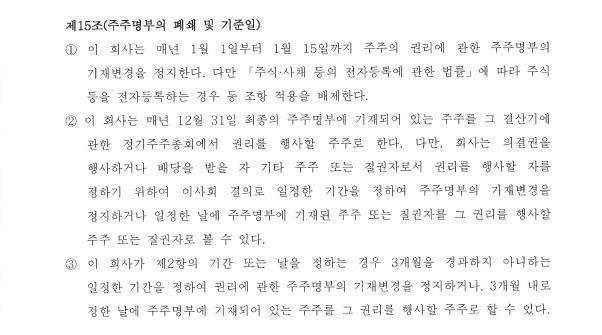 제15조(주주명부의 폐쇄 및 기준일)
① 이 회사는 매년 1월 1일부터 1월 15일까지 주주의 권리에 관한 주주명부의
기재변경을 정지한다. 다만 「주식·사채 등의 전자등록에 관한 법률」에 따라 주식
등을 전자등록하는 경우 동 조항 적용을 배제한다.
② 이 회사는 매년 12월 31일 최종의 주주명부에 기재되어 있는 주주를 그 결산기에
관한 정기주주총회에서 권리를 행사할 주주로 한다. 다만, 회사는 의결권을
행사하거나 배당을 받을 자 기타 주주 또는 질권자로서 권리를 행사할 자를
정하기 위하여 이사회 결의로 일정한 기간을 정하여 주주명부의 기재변경을
정지하거나 일정한 날에 주주명부에 기재된 주주 또는 질권자를 그 권리를 행사할
주주 또는 질권자로 볼 수 있다.
③ 이 회사가 제2항의 기간 또는 날을 정하는 경우 3개월을 경과하지 아니하는
일정한 기간을 정하여 권리에 관한 주주명부의 기재변경을 정지하거나, 3개월 내로
정한 날에 주주명부에 기재되어 있는 주주를 그 권리를 행사할 주주로 할 수 있다.